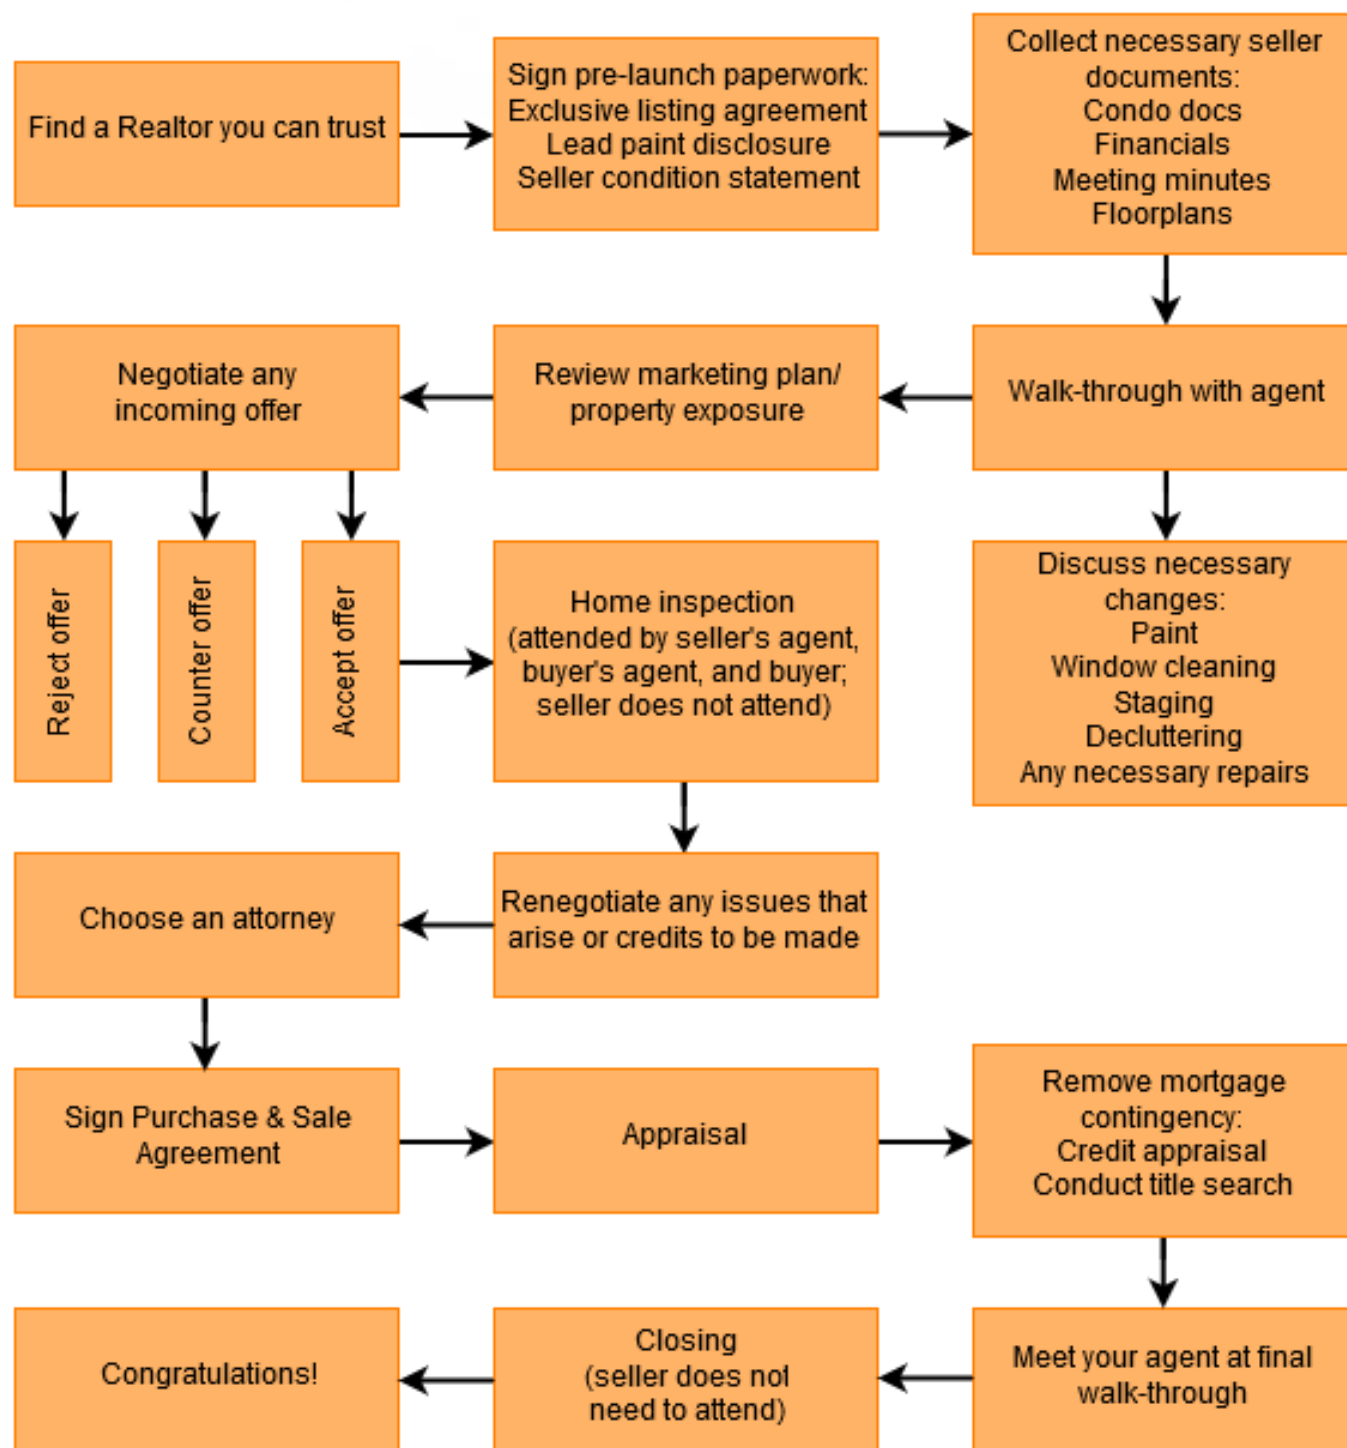 Find a Realtor you can trust
Sign pre-launch paperwork:
Exclusive listing agreement
Lead paint disclosure
Seller condition statement
Collect necessary seller
documents:
Condo docs
Financials
Meeting minutes
Floorplans
Walk-through with agent
Review marketing plan/
property exposure
Negotiate any
incoming offer
Discuss necessary
changes:
Paint
Window cleaning
Staging
Decluttering
Any necessary repairs
Reject offer
Counter offer
Accept offer
Home inspection
(attended by seller's agent,
buyer's agent, and buyer;
seller does not attend)
Renegotiate any issues that
arise or credits to be made
Choose an attorney
Sign Purchase & Sale
Agreement
Appraisal
Remove mortgage
contingency:
Credit appraisal
Conduct title search
Meet your agent at final
walk-through
Closing
(seller does not
need to attend)
Congratulations!